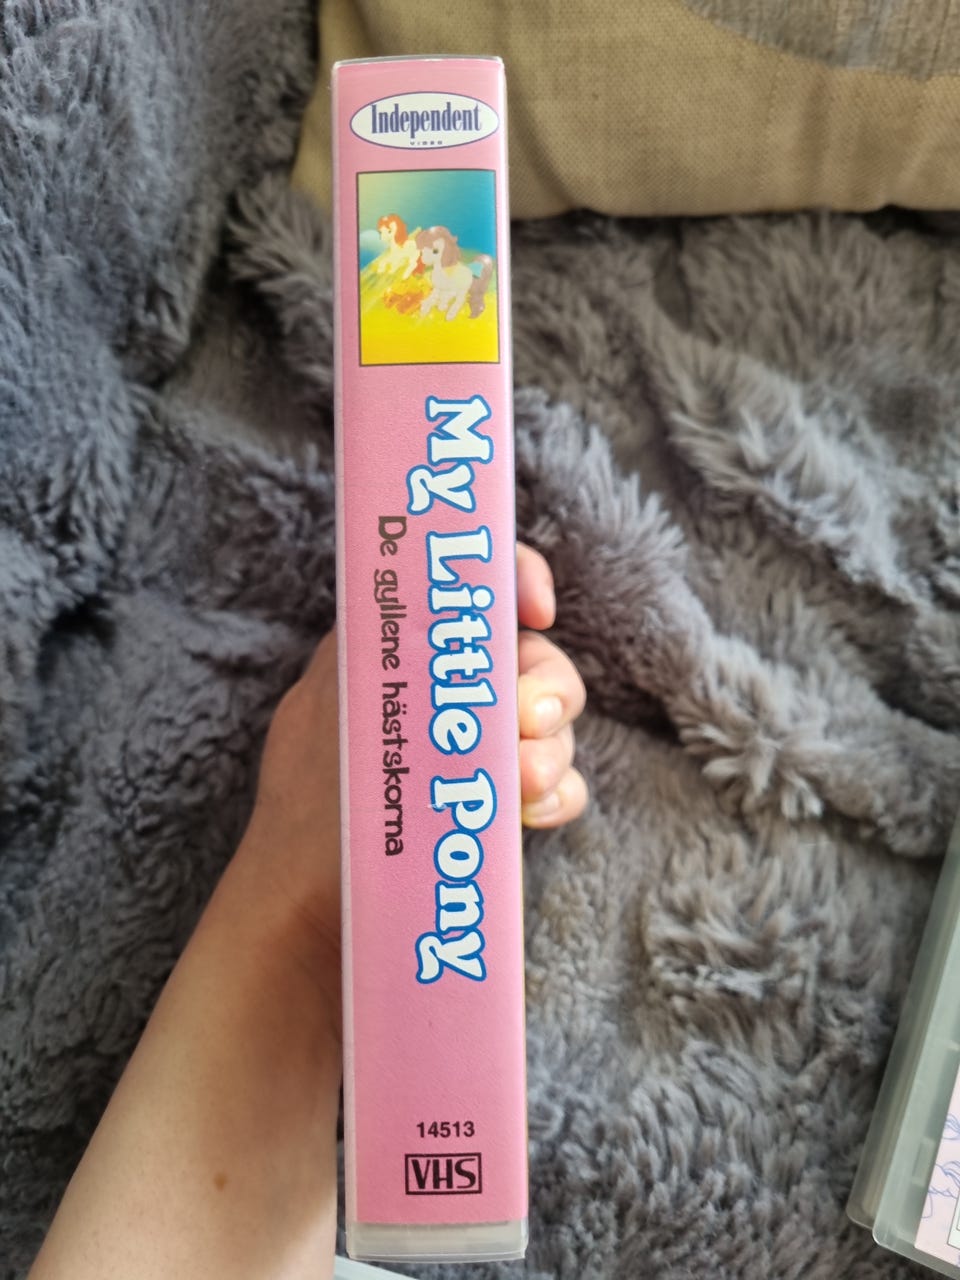 Independent
VIDEO
My Little Pony
De gyllene hästskorna
14513
VHS